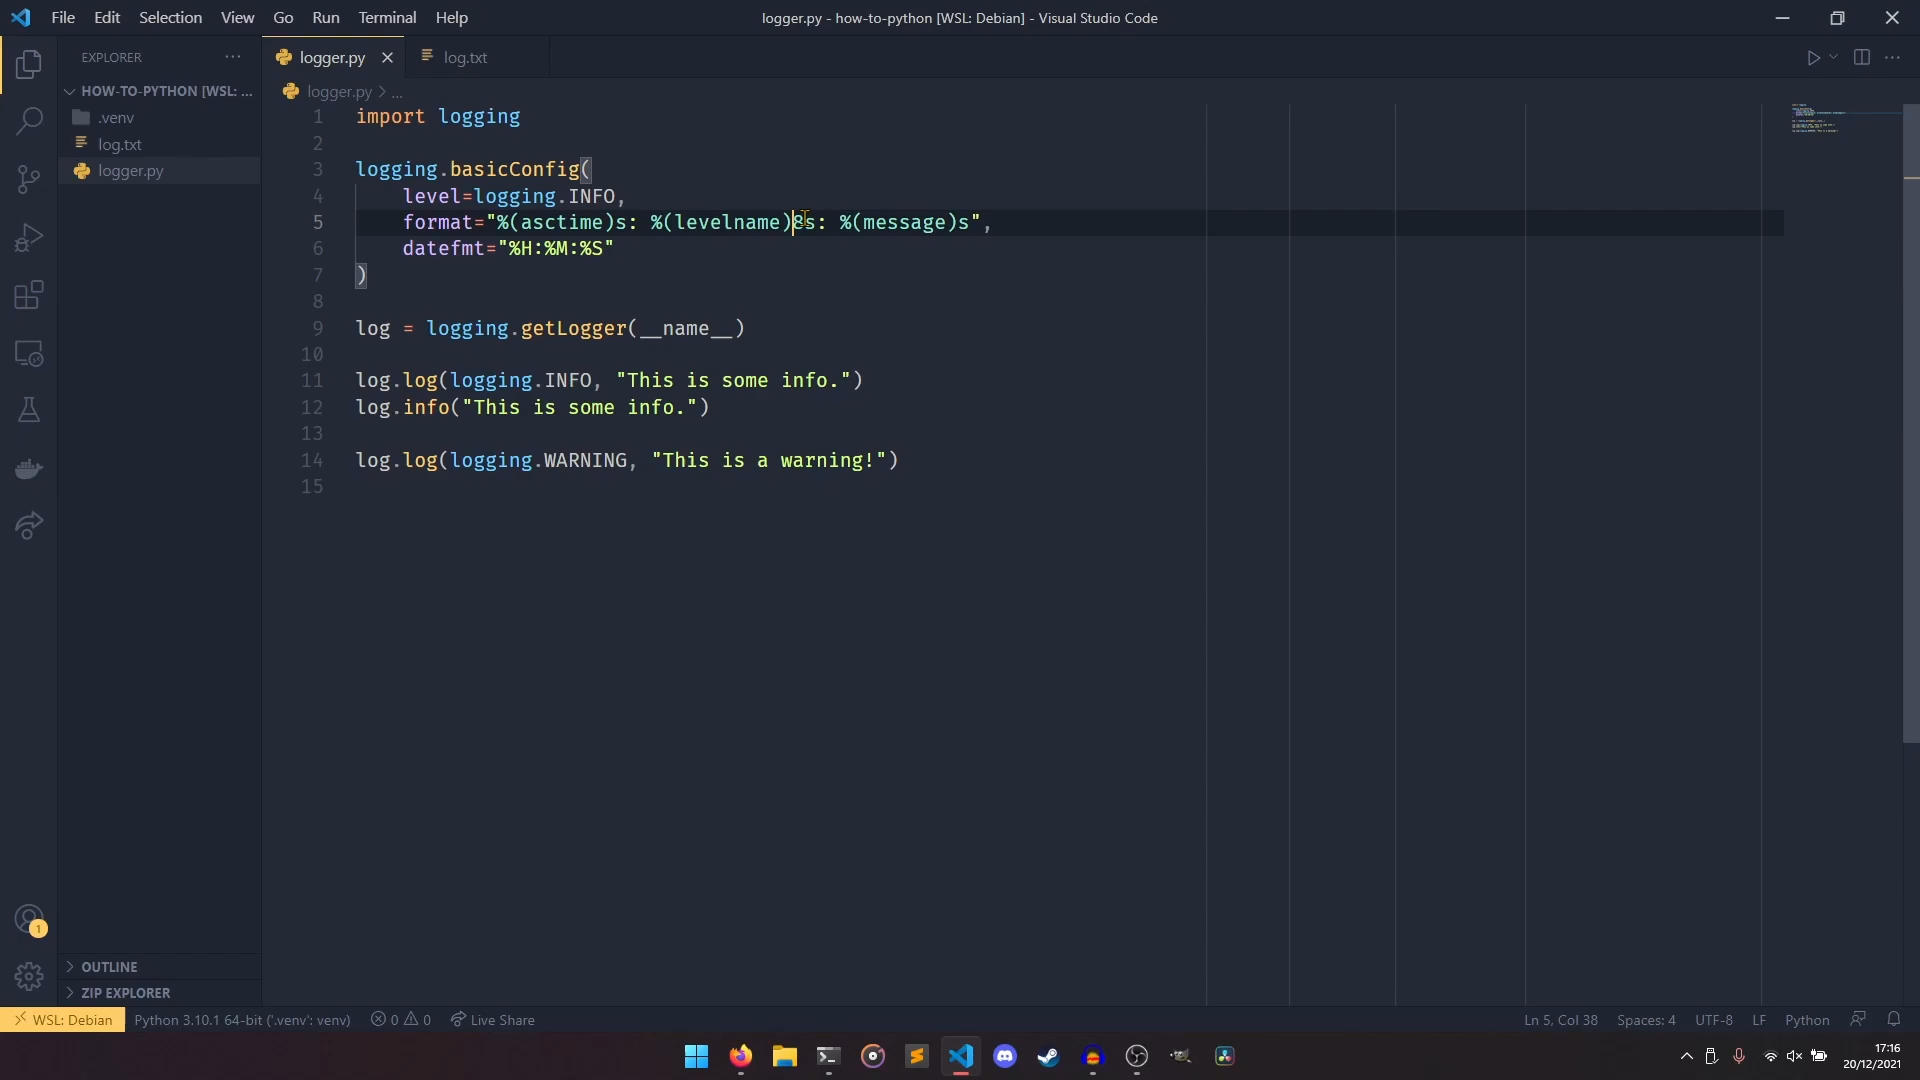 File Edit Selection View Go Run Terminal Help
logger.py - how-to-python [WSL: Debian] - Visual Studio Code
EXPLORER
HOW-TO-PYTHON [WSL: ...
.venv
log.txt
logger.py
OUTLINE
ZIP EXPLORER
logger.py
log.txt
logger.py > ...
1 import logging
2
3 logging.basicConfig(
4 level=logging.INFO,
5 format="%(asctime)s: %(levelname)8s: %(message)s",
6 datefmt="%H:%M:%S"
7 )
8
9 log = logging.getLogger(__name__)
10
11 log.log(logging.INFO, "This is some info.")
12 log.info("This is some info.")
13
14 log.log(logging.WARNING, "This is a warning!")
15
1
WSL: Debian Python 3.10.1 64-bit ('.venv': venv) 0 0 Live Share
Ln 5, Col 38 Spaces: 4 UTF-8 LF Python
17:16
20/12/2021